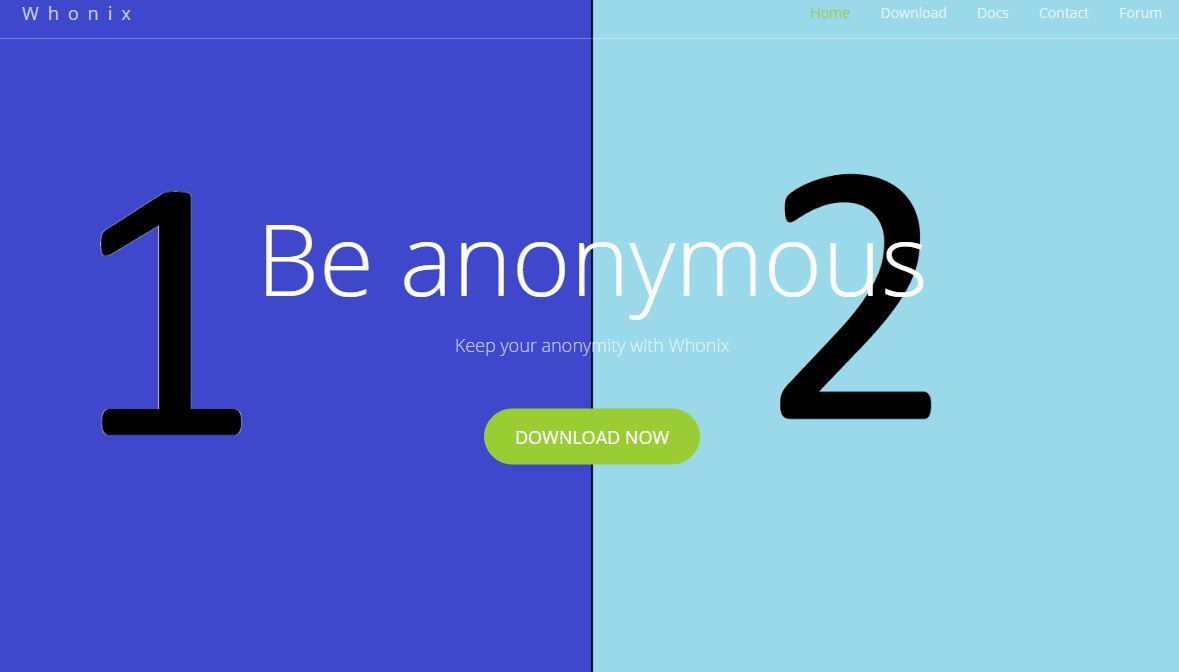 Whonix
Home Download Docs Contact Forum
1 2
Be anonymous
Keep your anonymity with Whonix
DOWNLOAD NOW